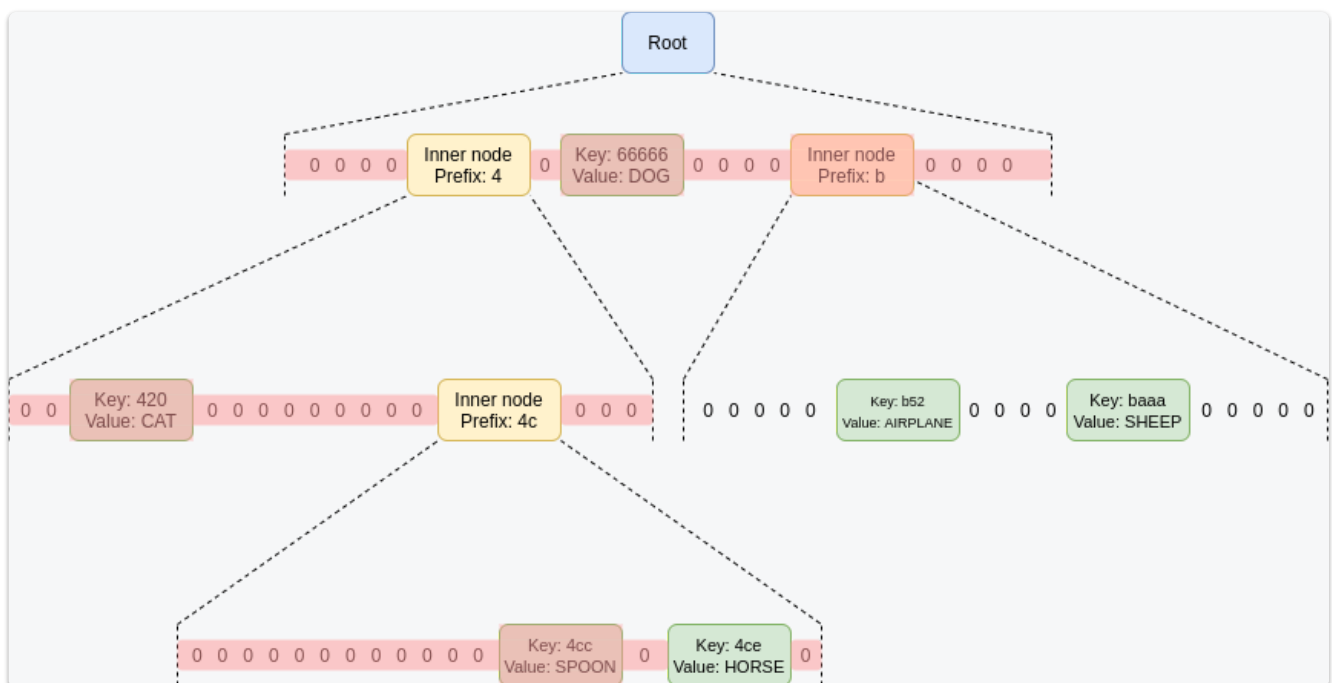 Root
0 0 0 0 Inner node 0 Key: 66666 0 0 0 0 Inner node 0 0 0 0
Prefix: 4 Value: DOG Prefix: b
0 0 Key: 420 0 0 0 0 0 0 0 0 0 Inner node 0 0 0 0 0 0 0 0 Key: b52 0 0 0 0 Key: baaa 0 0 0 0 0
Value: CAT Prefix: 4c Value: AIRPLANE Value: SHEEP
0 0 0 0 0 0 0 0 0 0 0 0 Key: 4cc 0 Key: 4ce 0
Value: SPOON Value: HORSE